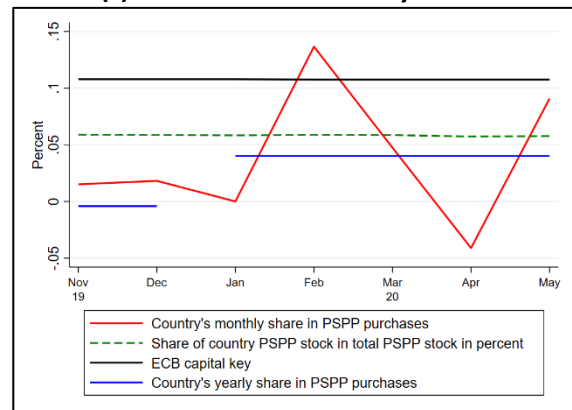 .15
.1
.05
0
-.05
Percent
Nov
19
Dec
Jan
Feb
Mar
20
Apr
May
Country's monthly share in PSPP purchases
Share of country PSPP stock in total PSPP stock in percent
ECB capital key
Country's yearly share in PSPP purchases